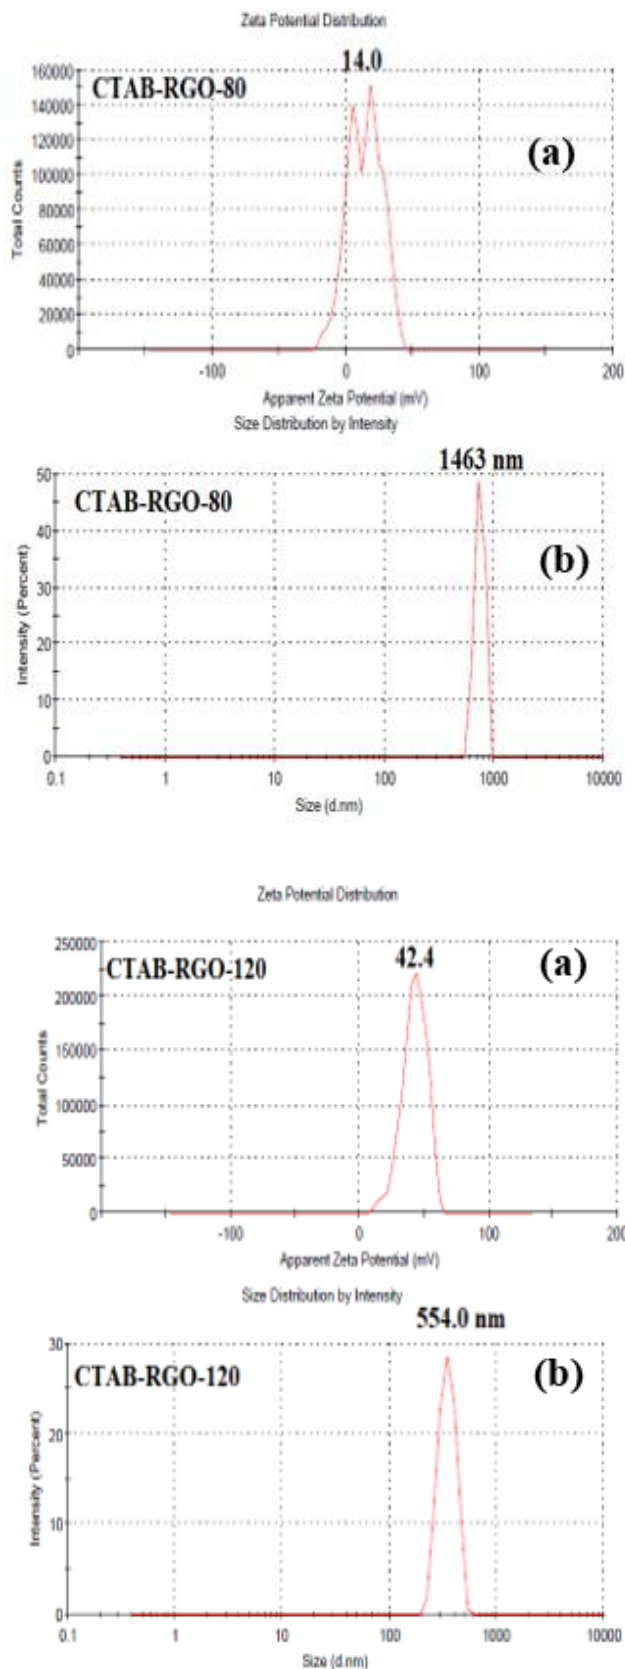 Zeta Potential Distribution
14.0
160000
CTAB-RGO-80
140000
120000
(a)
100000
80000
60000
40000
20000
0
Total Counts
-100 0 100 200
Apparent Zeta Potential (mV)
Size Distribution by Intensity
1463 nm
50
CTAB-RGO-80
40
(b)
30
20
10
0
Intensity (Percent)
0.1 1 10 100 1000 10000
Size (d.nm)
Zeta Potential Distribution
250000
42.4
(a)
CTAB-RGO-120
200000
150000
100000
50000
0
Total Counts
-100 0 100 200
Apparent Zeta Potential (mV)
Size Distribution by Intensity
554.0 nm
30
CTAB-RGO-120
(b)
20
10
0
Intensity (Percent)
0.1 1 10 100 1000 10000
Size (d.nm)